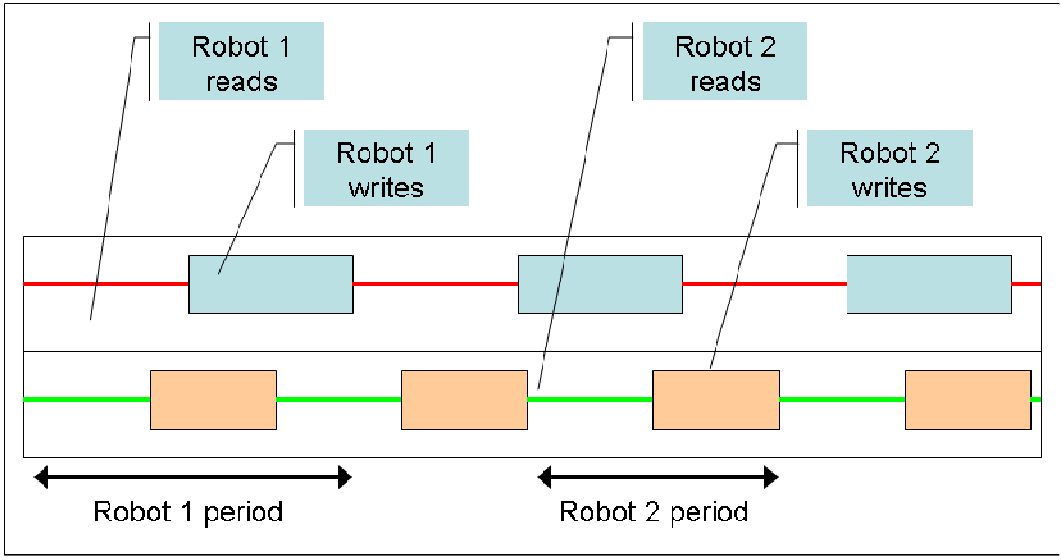 Robot 1
reads
Robot 2
reads
Robot 1
writes
Robot 2
writes
Robot 1 period
Robot 2 period